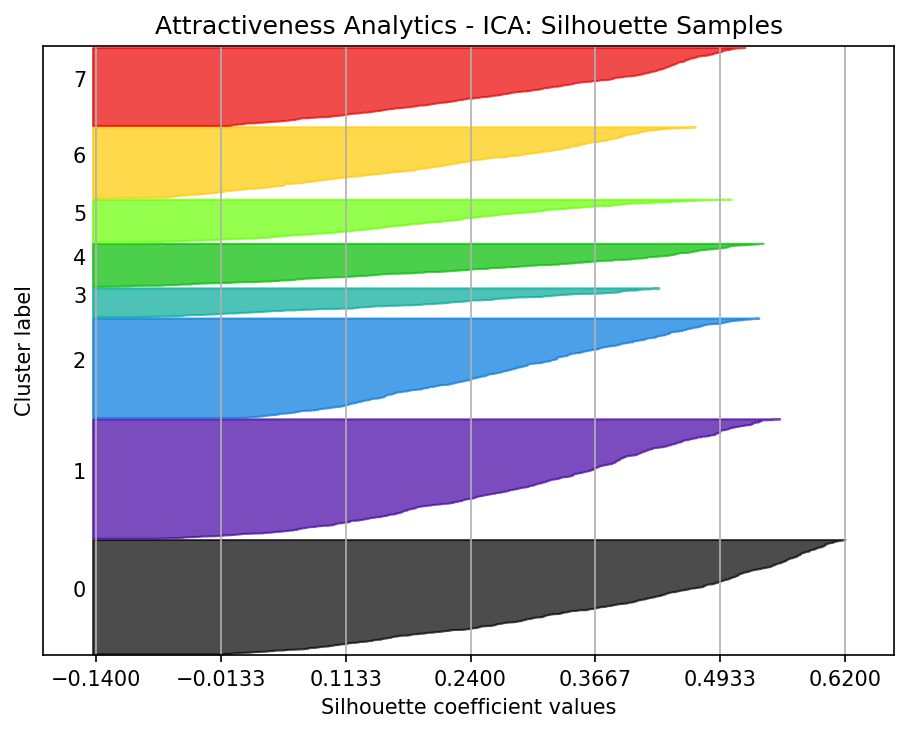 Attractiveness Analytics - ICA: Silhouette Samples
7
6
5
4
3
2
1
0
Cluster label
−0.1400 −0.0133 0.1133 0.2400 0.3667 0.4933 0.6200
Silhouette coefficient values